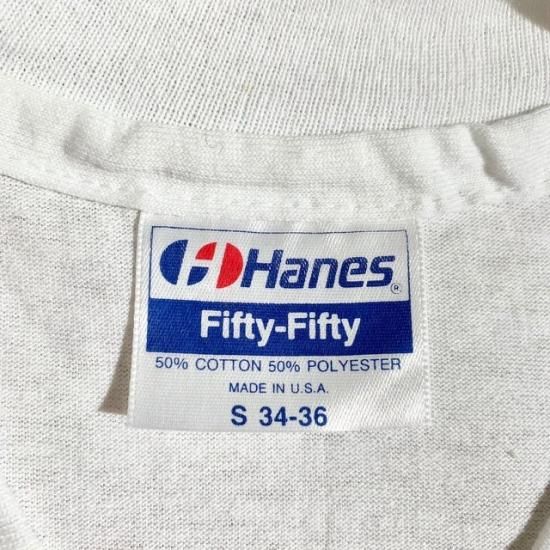 Hanes®
Fifty-Fifty
50% COTTON 50% POLYESTER
MADE IN U.S.A.
S 34-36